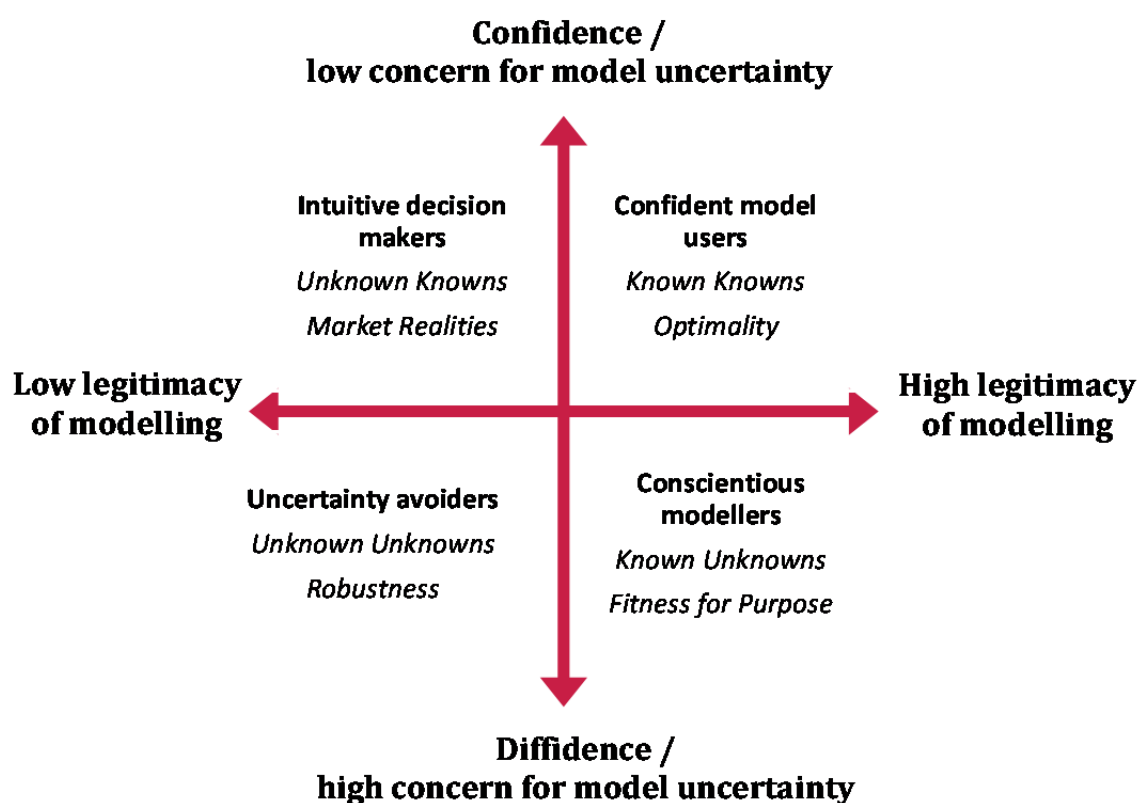 Confidence /
low concern for model uncertainty
Intuitive decision
makers
Unknown Knowns
Market Realities
Confident model
users
Known Knowns
Optimality
Low legitimacy
of modelling
High legitimacy
of modelling
Uncertainty avoiders
Unknown Unknowns
Robustness
Conscientious
modellers
Known Unknowns
Fitness for Purpose
Diffidence /
high concern for model uncertainty